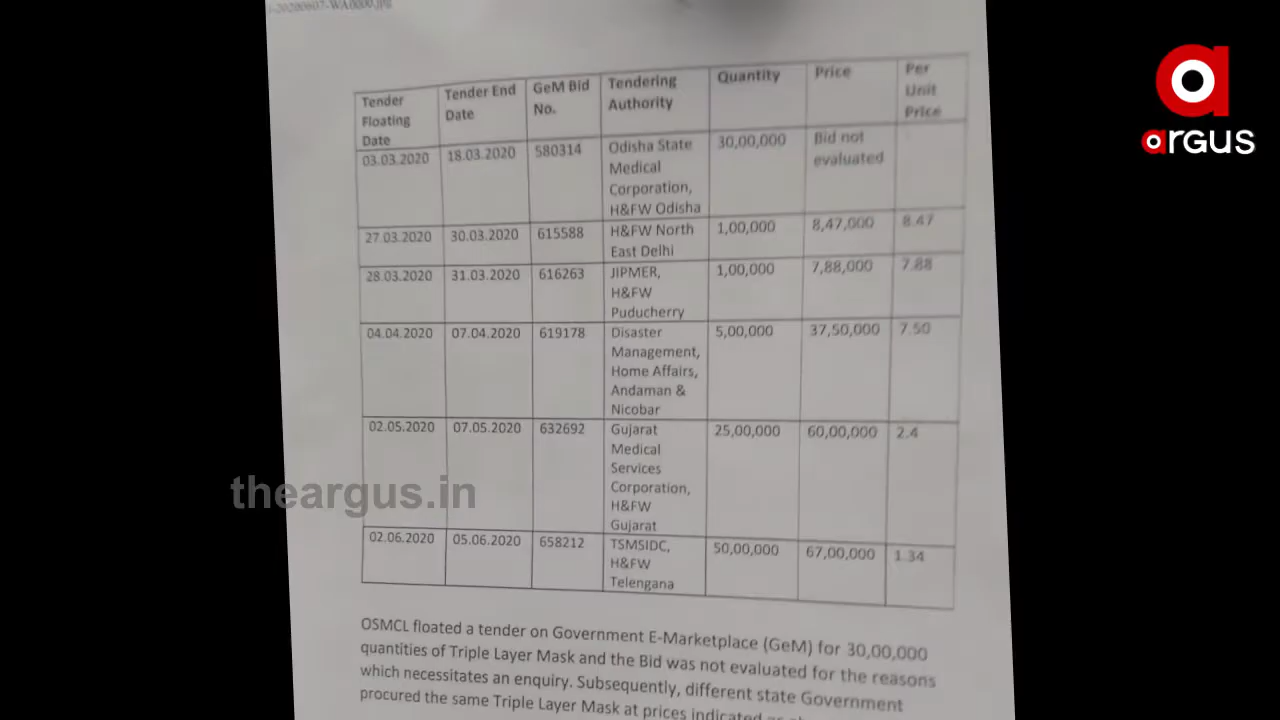 -20200607-WA0000.jpg
argus
Tender Floating Date | Tender End Date | GeM Bid No. | Tendering Authority | Quantity | Price | Per Unit Price
03.03.2020 | 18.03.2020 | 580314 | Odisha State Medical Corporation, H&FW Odisha | 30,00,000 | Bid not evaluated |
27.03.2020 | 30.03.2020 | 615588 | H&FW North East Delhi | 1,00,000 | 8,47,000 | 8.47
28.03.2020 | 31.03.2020 | 616263 | JIPMER, H&FW Puducherry | 1,00,000 | 7,88,000 | 7.88
04.04.2020 | 07.04.2020 | 619178 | Disaster Management, Home Affairs, Andaman & Nicobar | 5,00,000 | 37,50,000 | 7.50
02.05.2020 | 07.05.2020 | 632692 | Gujarat Medical Services Corporation, H&FW Gujarat | 25,00,000 | 60,00,000 | 2.4
02.06.2020 | 05.06.2020 | 658212 | TSMSIDC, H&FW Telengana | 50,00,000 | 67,00,000 | 1.34
theargus.in
OSMCL floated a tender on Government E-Marketplace (GeM) for 30,00,000
quantities of Triple Layer Mask and the Bid was not evaluated for the reasons
which necessitates an enquiry. Subsequently, different state Government
procured the same Triple Layer Mask at prices indicated